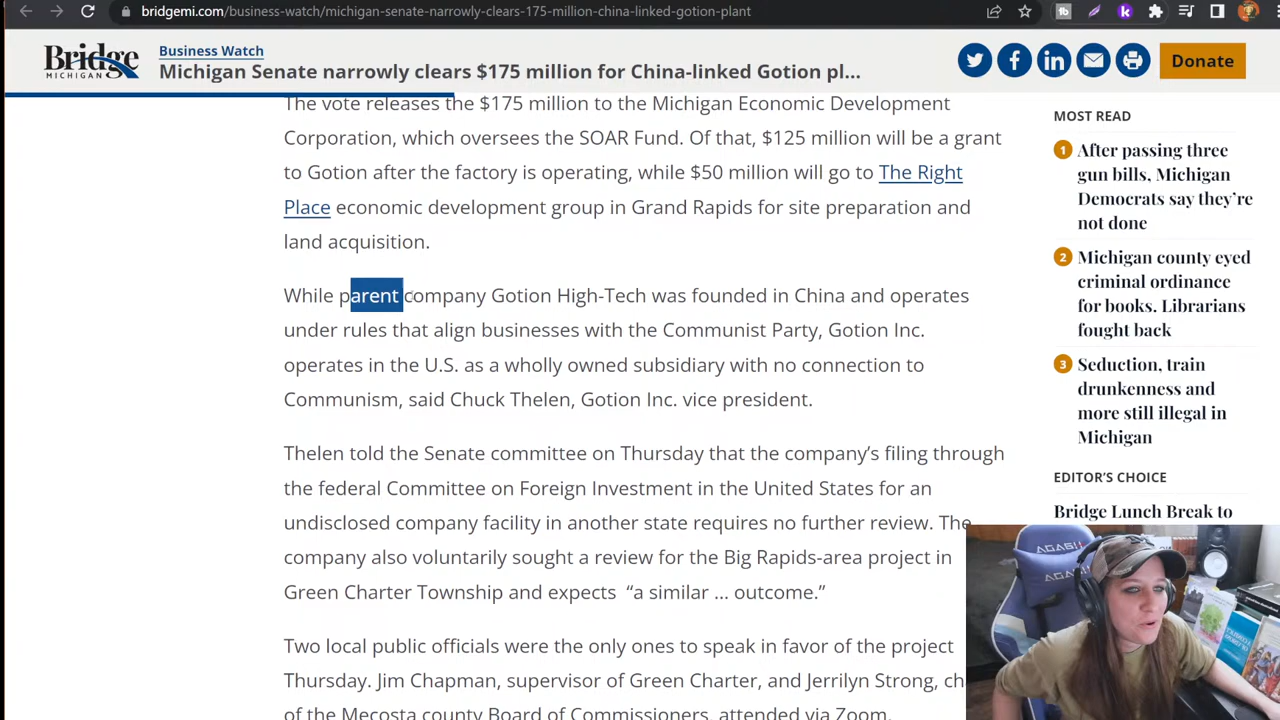 bridgemi.com/business-watch/michigan-senate-narrowly-clears-175-million-china-linked-gotion-plant
Bridge
MICHIGAN
Business Watch
Michigan Senate narrowly clears $175 million for China-linked Gotion pl...
Donate
The vote releases the $175 million to the Michigan Economic Development
Corporation, which oversees the SOAR Fund. Of that, $125 million will be a grant
to Gotion after the factory is operating, while $50 million will go to The Right
Place economic development group in Grand Rapids for site preparation and
land acquisition.
While parent company Gotion High-Tech was founded in China and operates
under rules that align businesses with the Communist Party, Gotion Inc.
operates in the U.S. as a wholly owned subsidiary with no connection to
Communism, said Chuck Thelen, Gotion Inc. vice president.
Thelen told the Senate committee on Thursday that the company's filing through
the federal Committee on Foreign Investment in the United States for an
undisclosed company facility in another state requires no further review. The
company also voluntarily sought a review for the Big Rapids-area project in
Green Charter Township and expects “a similar ... outcome.”
Two local public officials were the only ones to speak in favor of the project
Thursday. Jim Chapman, supervisor of Green Charter, and Jerrilyn Strong, ch
of the Mecosta county Board of Commissioners, attended via Zoom.
MOST READ
1 After passing three
gun bills, Michigan
Democrats say they’re
not done
2 Michigan county eyed
criminal ordinance
for books. Librarians
fought back
3 Seduction, train
drunkenness and
more still illegal in
Michigan
EDITOR’S CHOICE
Bridge Lunch Break to
AGASH
AGASH